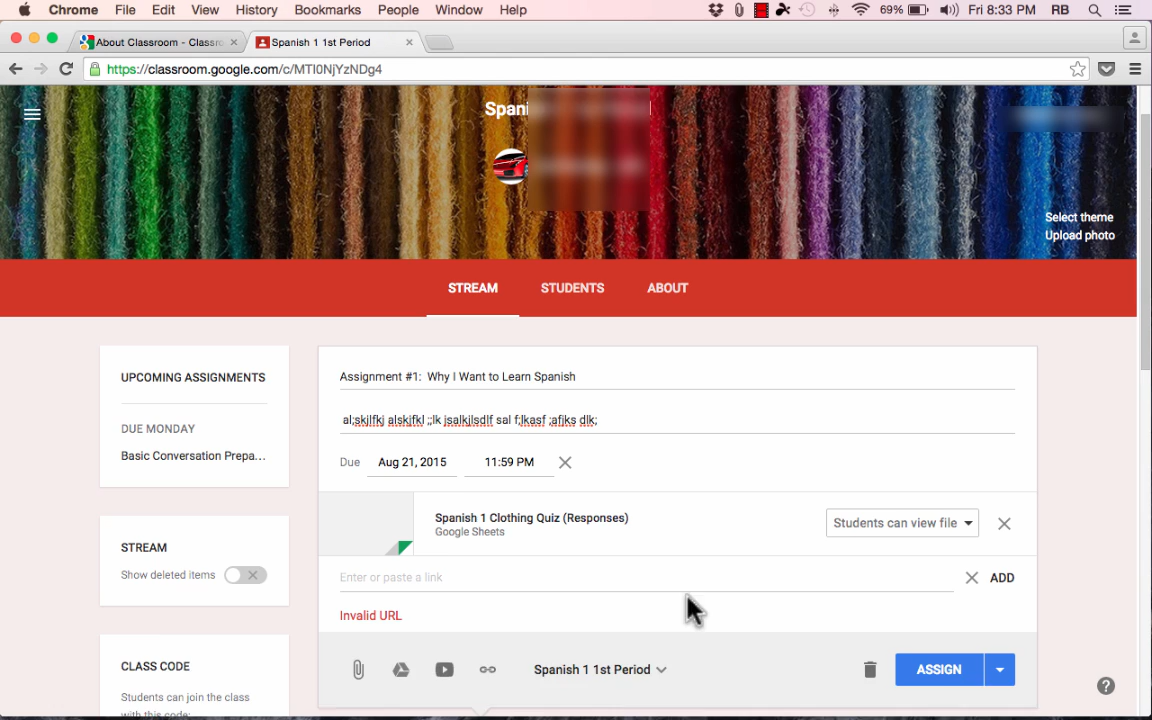 Chrome File Edit View History Bookmarks People Window Help 69% Fri 8:33 PM RB
About Classroom - Classro Spanish 1 1st Period
https://classroom.google.com/c/MTI0NjYzNDg4
Spani
Select theme
Upload photo
STREAM STUDENTS ABOUT
UPCOMING ASSIGNMENTS
DUE MONDAY
Basic Conversation Prepa...
STREAM
Show deleted items
CLASS CODE
Students can join the class
with this code:
Assignment #1: Why I Want to Learn Spanish
al;skjlfkj alskjfkl ;;lk jsalkjlsdlf sal f;lkasf ;afjks dlk;
Due Aug 21, 2015 11:59 PM
Spanish 1 Clothing Quiz (Responses)
Google Sheets
Students can view file
Enter or paste a link
ADD
Invalid URL
Spanish 1 1st Period
ASSIGN